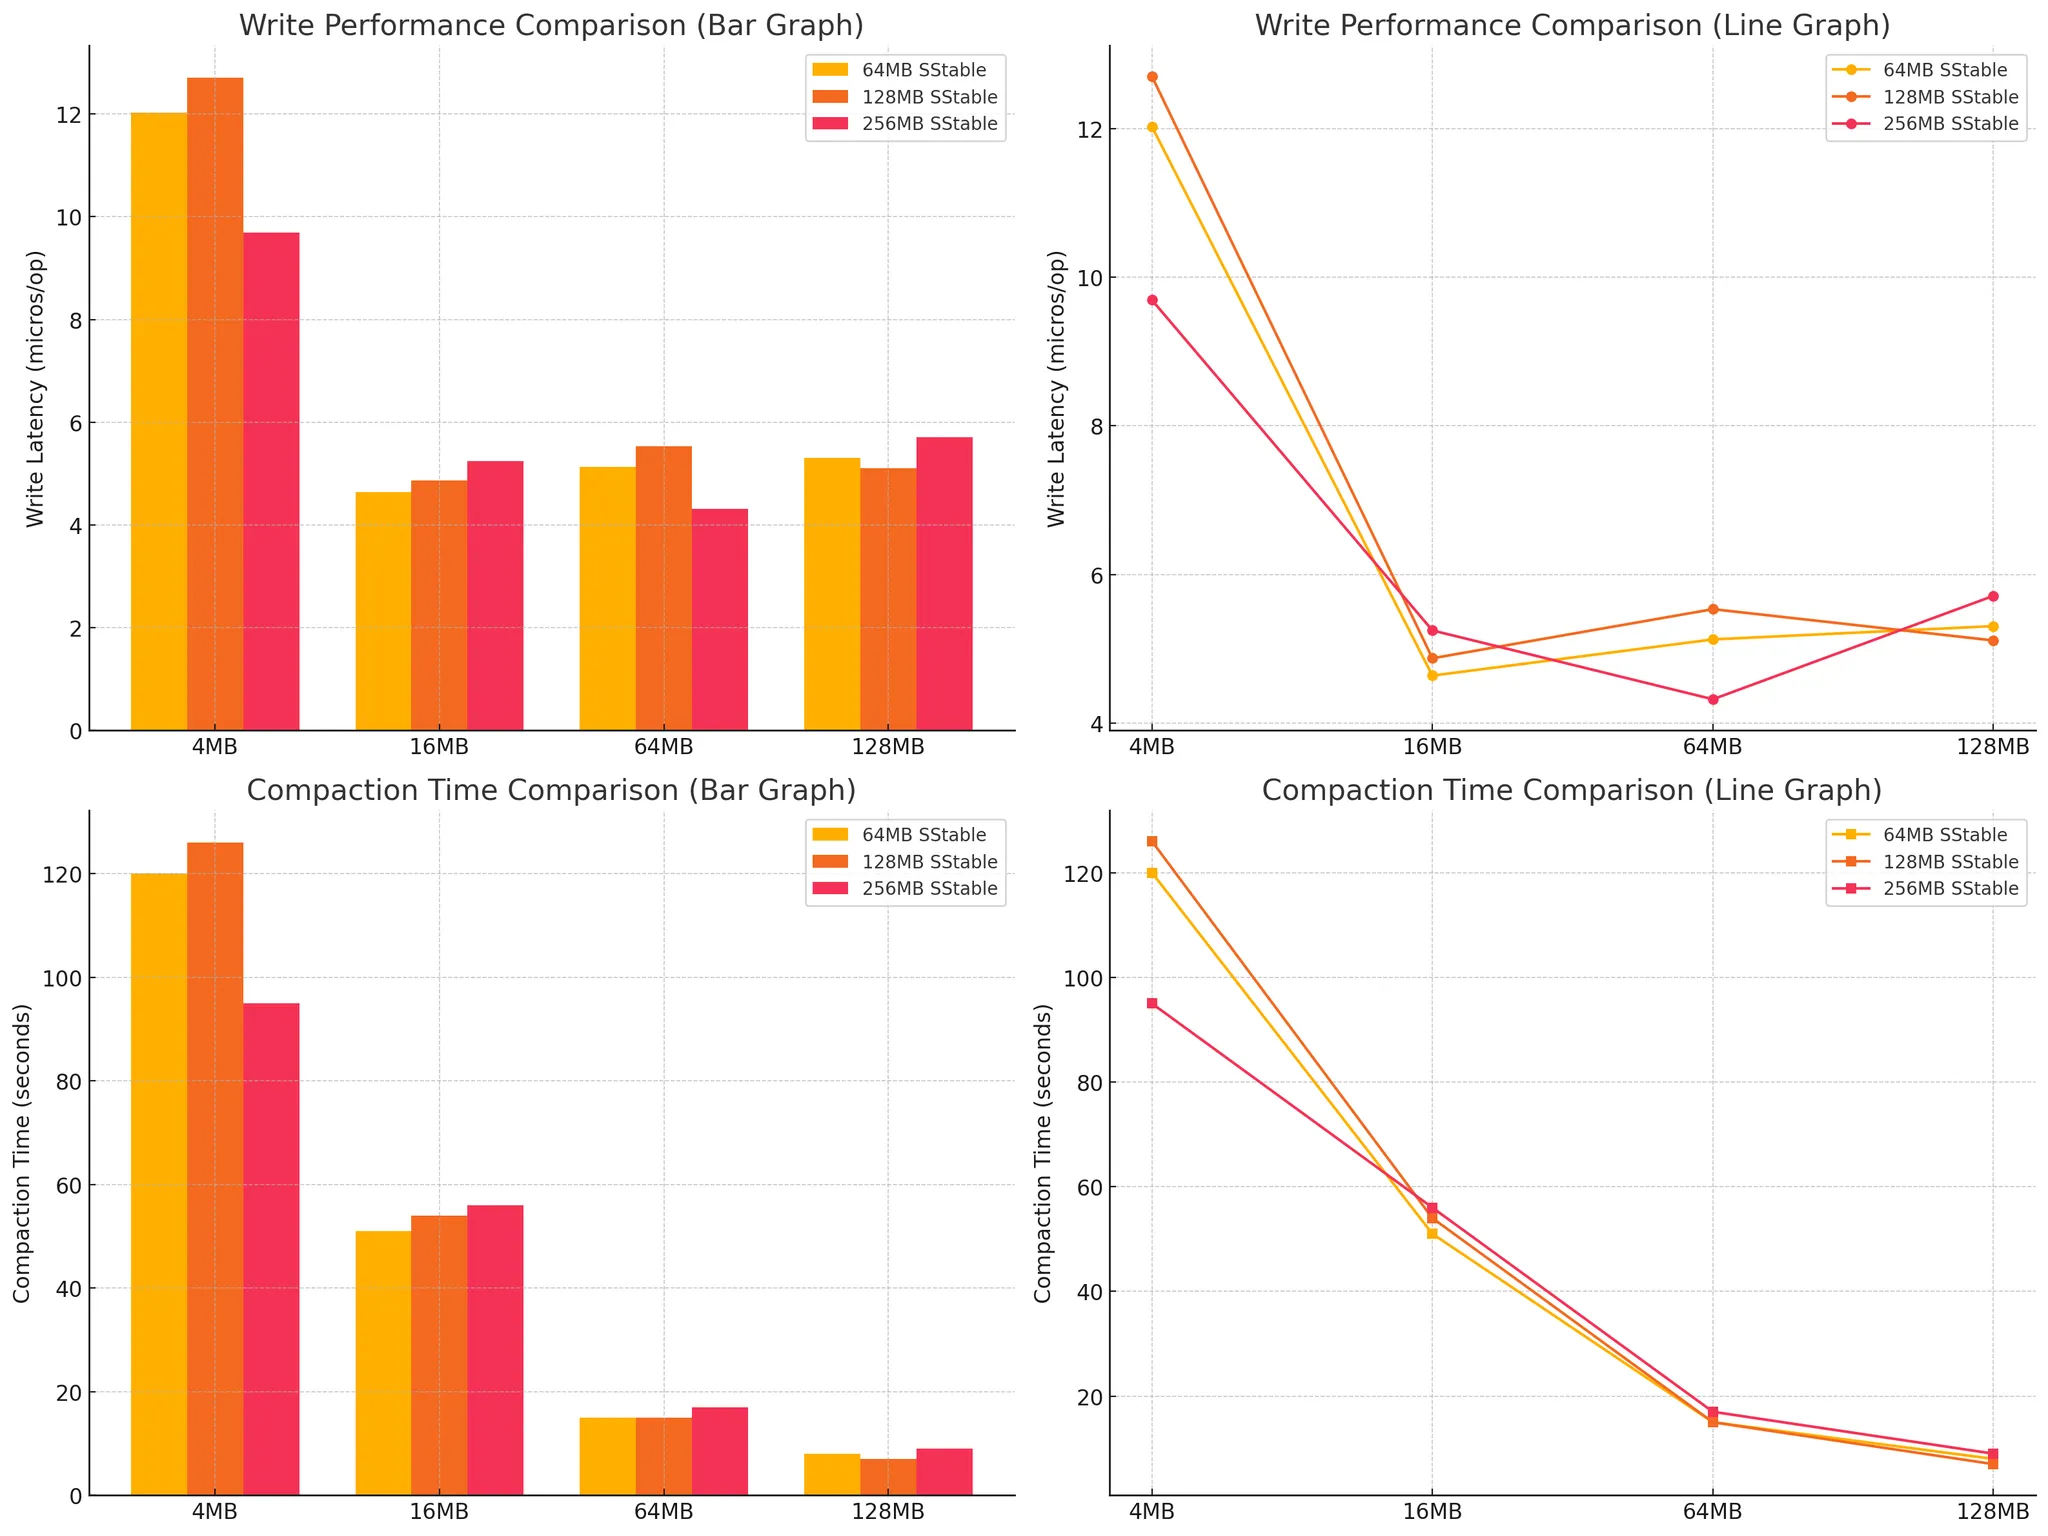 Write Performance Comparison (Bar Graph)
Write Latency (micros/op)
12
10
8
6
4
2
0
4MB
16MB
64MB
128MB
64MB SStable
128MB SStable
256MB SStable
Write Performance Comparison (Line Graph)
Write Latency (micros/op)
12
10
8
6
4
4MB
16MB
64MB
128MB
64MB SStable
128MB SStable
256MB SStable
Compaction Time Comparison (Bar Graph)
Compaction Time (seconds)
120
100
80
60
40
20
0
4MB
16MB
64MB
128MB
64MB SStable
128MB SStable
256MB SStable
Compaction Time Comparison (Line Graph)
Compaction Time (seconds)
120
100
80
60
40
20
4MB
16MB
64MB
128MB
64MB SStable
128MB SStable
256MB SStable